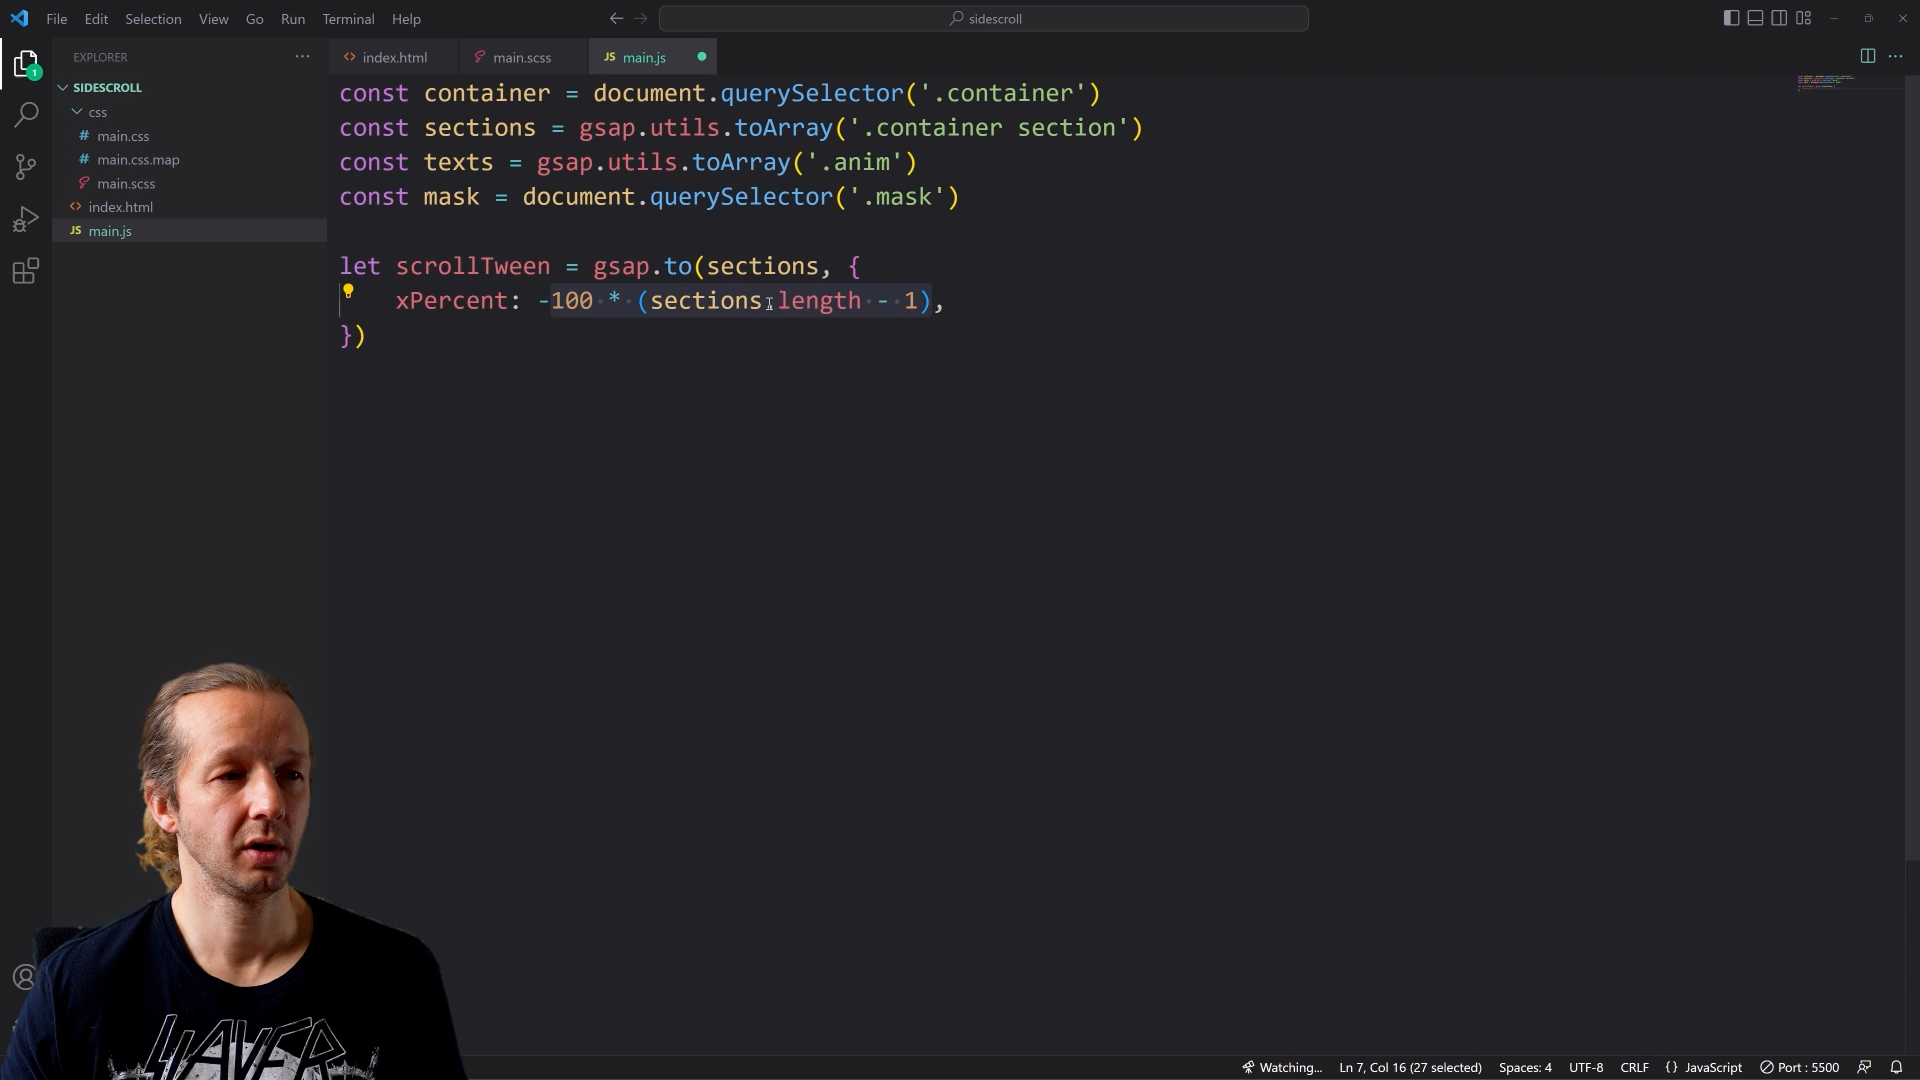 File Edit Selection View Go Run Terminal Help
sidescroll
EXPLORER
SIDESCROLL
css
# main.css
# main.css.map
main.scss
<> index.html
JS main.js
1
<> index.html
main.scss
JS main.js
const container = document.querySelector('.container')
const sections = gsap.utils.toArray('.container section')
const texts = gsap.utils.toArray('.anim')
const mask = document.querySelector('.mask')
let scrollTween = gsap.to(sections, {
xPercent: -100 * (sections.length - 1),
})
SLAYER
Watching... Ln 7, Col 16 (27 selected) Spaces: 4 UTF-8 CRLF {} JavaScript Port : 5500